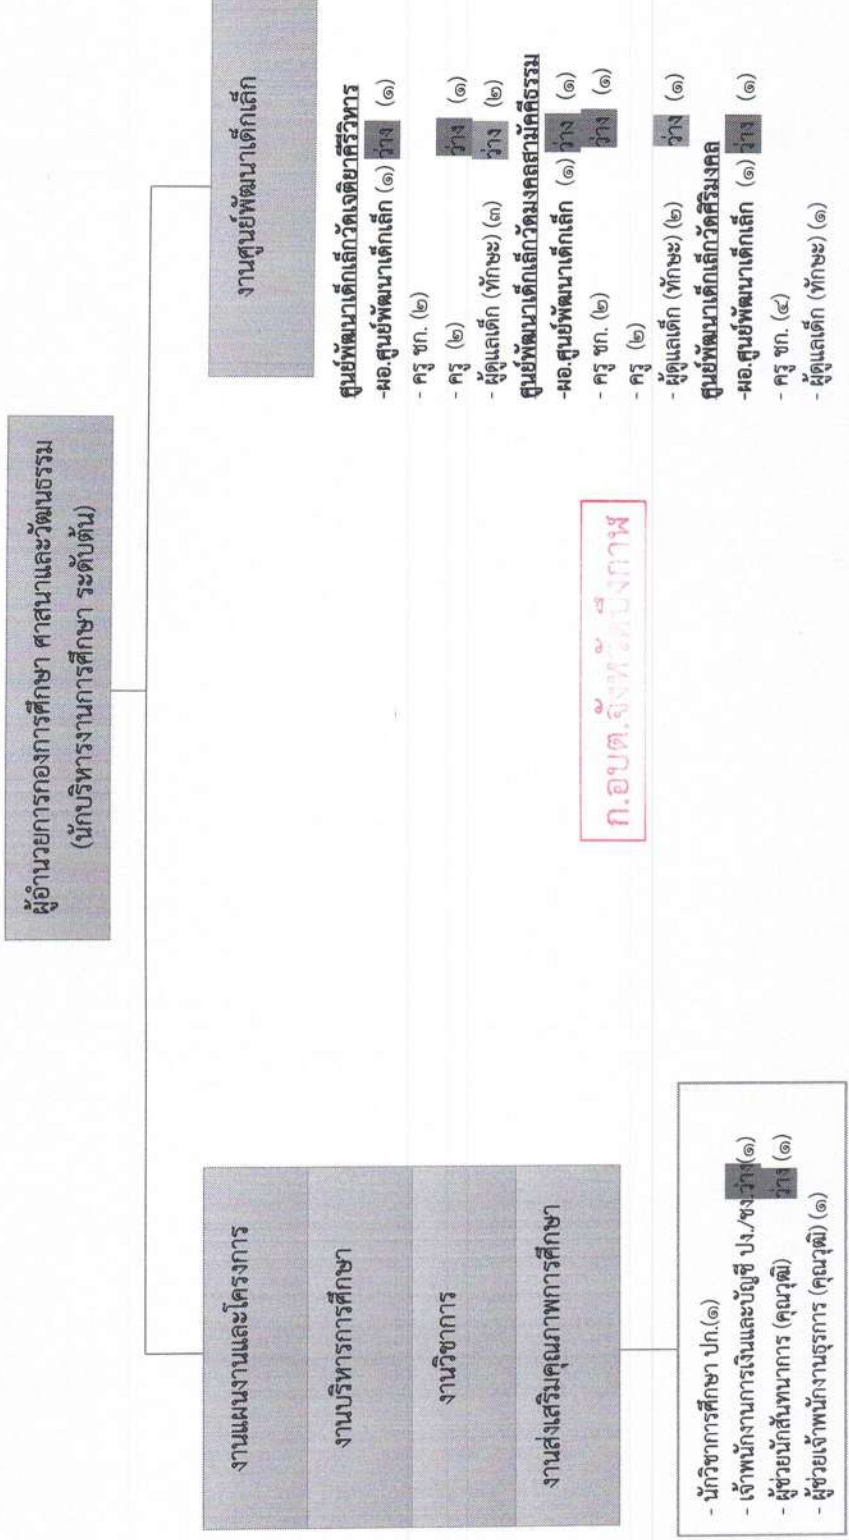 ผู้อำนวยการกองการศึกษา ศาสนาและวัฒนธรรม
(นักบริหารงานการศึกษา ระดับต้น)
งานแผนงานและโครงการ
งานบริหารการศึกษา
งานวิชาการ
งานส่งเสริมคุณภาพการศึกษา
- นักวิชาการศึกษา ปก.(๑)
- เจ้าพนักงานการเงินและบัญชี ปง./ชง.ว่าง(๑)
- ผู้ช่วยนักสันทนาการ (คุณวุฒิ) ว่าง (๑)
- ผู้ช่วยเจ้าพนักงานธุรการ (คุณวุฒิ) (๑)
งานศูนย์พัฒนาเด็กเล็ก
ศูนย์พัฒนาเด็กเล็กวัดเจติยาคีรีวิหาร
-ผอ.ศูนย์พัฒนาเด็กเล็ก (๑) ว่าง (๑)
- ครู ชก. (๒)
- ครู (๒) ว่าง (๑)
- ผู้ดูแลเด็ก (ทักษะ) (๓) ว่าง (๒)
ศูนย์พัฒนาเด็กเล็กวัดมงคลสามัคคีธรรม
-ผอ.ศูนย์พัฒนาเด็กเล็ก (๑) ว่าง (๑)
- ครู ชก. (๒) ว่าง (๑)
- ครู (๒)
- ผู้ดูแลเด็ก (ทักษะ) (๒) ว่าง (๑)
ศูนย์พัฒนาเด็กเล็กวัดศิริมงคล
-ผอ.ศูนย์พัฒนาเด็กเล็ก (๑) ว่าง (๑)
- ครู ชก. (๔)
- ผู้ดูแลเด็ก (ทักษะ) (๑)
ก.อบต.จังหวัดบึงกาฬ